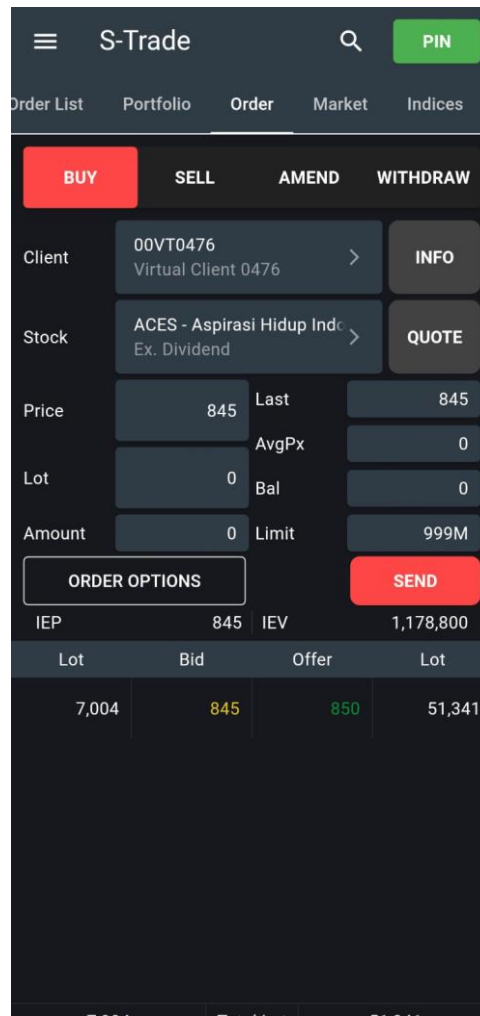 S-Trade PIN
Order List Portfolio Order Market Indices
BUY SELL AMEND WITHDRAW
Client 00VT0476 INFO
Virtual Client 0476
Stock ACES - Aspirasi Hidup Indo QUOTE
Ex. Dividend
Price 845 Last 845
AvgPx 0
Lot 0 Bal 0
Amount 0 Limit 999M
ORDER OPTIONS SEND
IEP 845 IEV 1,178,800
Lot Bid Offer Lot
7,004 845 850 51,341